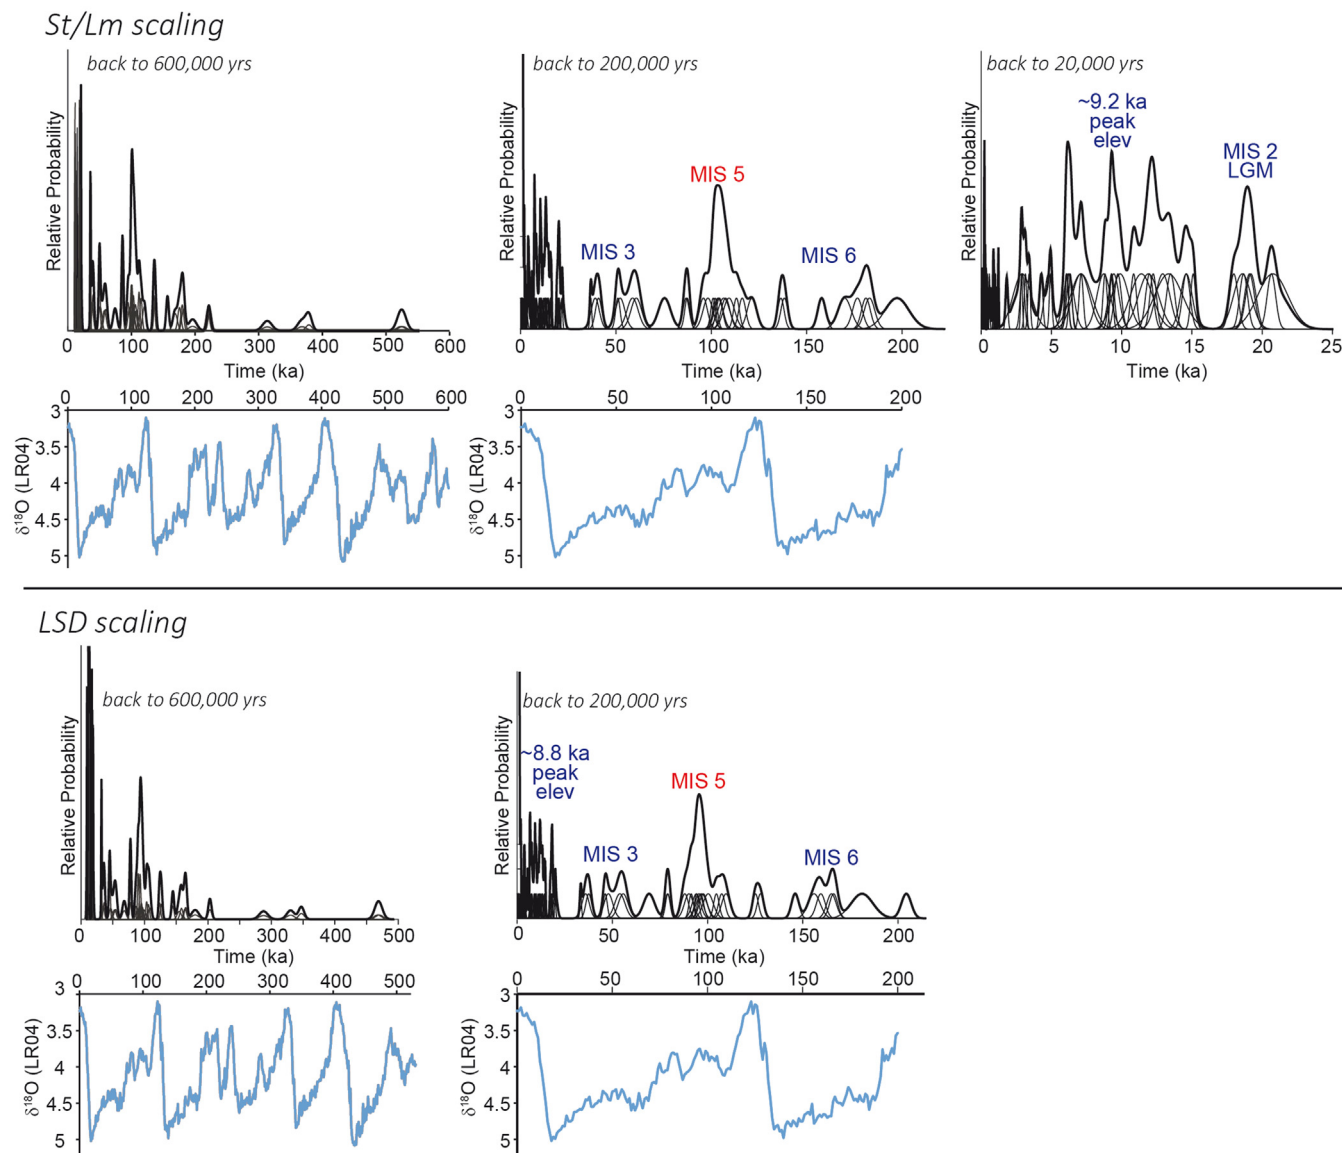 St/Lm scaling
back to 600,000 yrs
Relative Probability
0 100 200 300 400 500 600
Time (ka)
back to 200,000 yrs
Relative Probability
MIS 3
MIS 5
MIS 6
0 50 100 150 200
Time (ka)
back to 20,000 yrs
Relative Probability
~9.2 ka
peak
elev
MIS 2
LGM
0 5 10 15 20 25
Time (ka)
0 100 200 300 400 500 600
3
3.5
4
4.5
5
δ18O (LR04)
0 50 100 150 200
3
3.5
4
4.5
5
δ18O (LR04)
LSD scaling
back to 600,000 yrs
Relative Probability
0 100 200 300 400 500
Time (ka)
back to 200,000 yrs
Relative Probability
~8.8 ka
peak
elev
MIS 3
MIS 5
MIS 6
0 50 100 150 200
Time (ka)
0 100 200 300 400 500
3
3.5
4
4.5
5
δ18O (LR04)
0 50 100 150 200
3
3.5
4
4.5
5
δ18O (LR04)